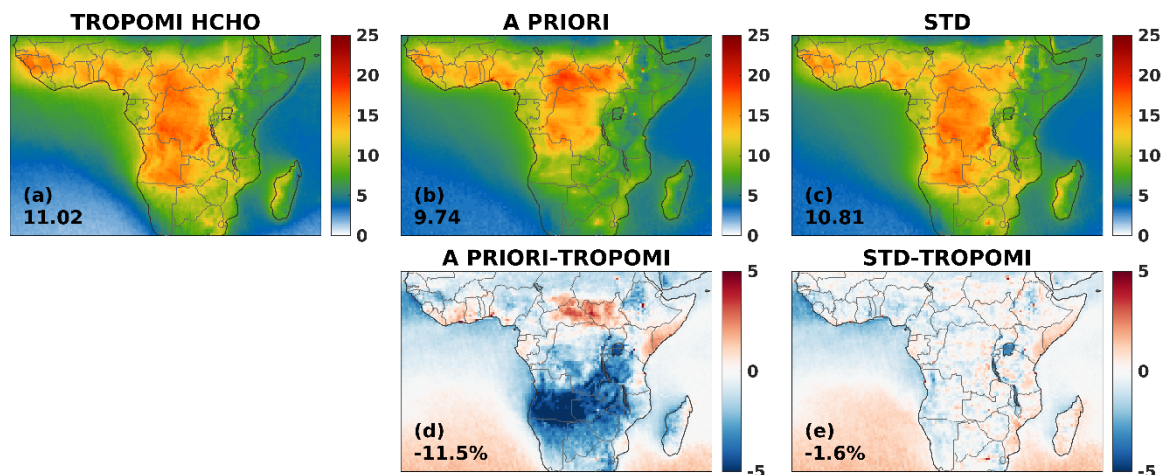 TROPOMI HCHO
25
20
15
10
5
0
(a)
11.02
A PRIORI
25
20
15
10
5
0
(b)
9.74
STD
25
20
15
10
5
0
(c)
10.81
A PRIORI-TROPOMI
5
0
-5
(d)
-11.5%
STD-TROPOMI
5
0
-5
(e)
-1.6%